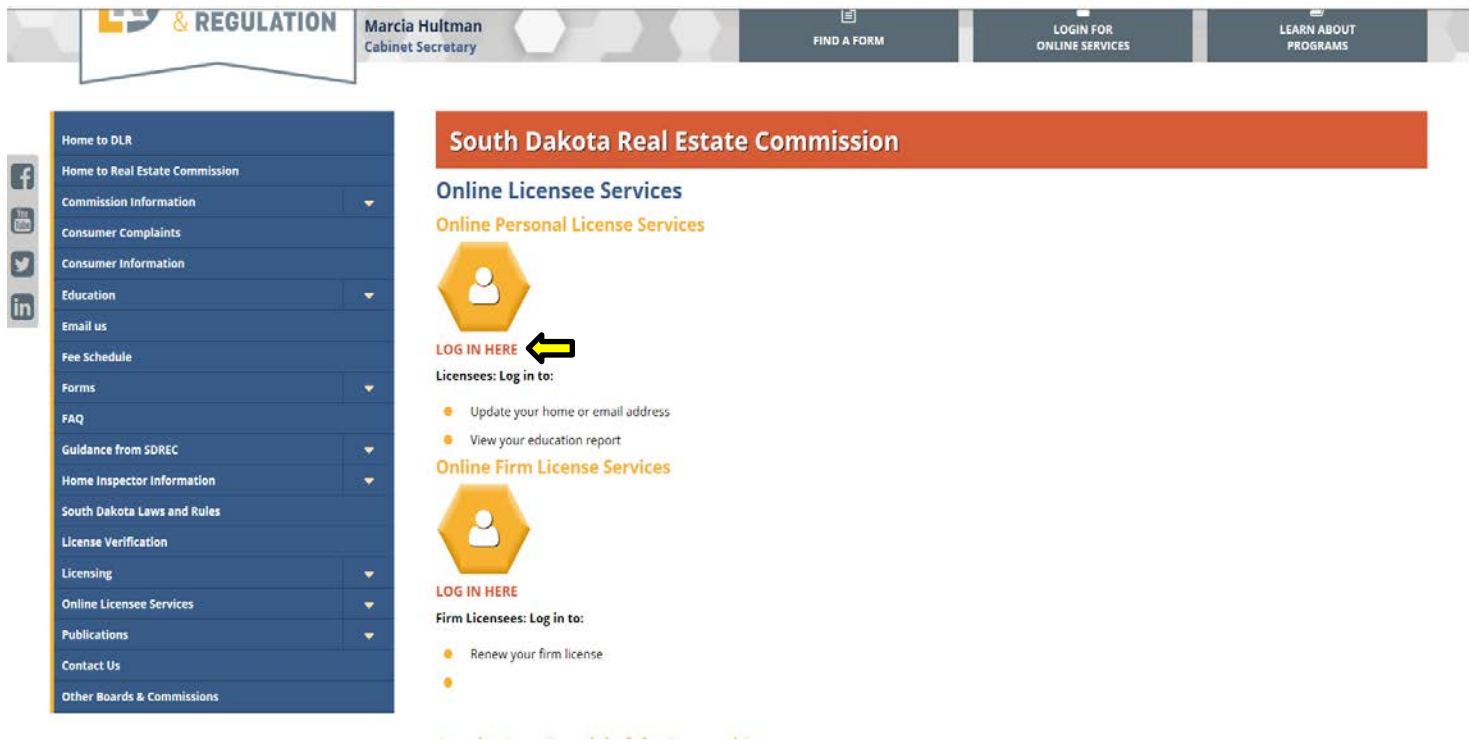 & REGULATION
Marcia Hultman
Cabinet Secretary
FIND A FORM
LOGIN FOR
ONLINE SERVICES
LEARN ABOUT
PROGRAMS
Home to DLR
Home to Real Estate Commission
Commission Information
Consumer Complaints
Consumer Information
Education
Email us
Fee Schedule
Forms
FAQ
Guidance from SDREC
Home Inspector Information
South Dakota Laws and Rules
License Verification
Licensing
Online Licensee Services
Publications
Contact Us
Other Boards & Commissions
You
Tube
in
South Dakota Real Estate Commission
Online Licensee Services
Online Personal License Services
LOG IN HERE
Licensees: Log in to:
Update your home or email address
View your education report
Online Firm License Services
LOG IN HERE
Firm Licensees: Log in to:
Renew your firm license